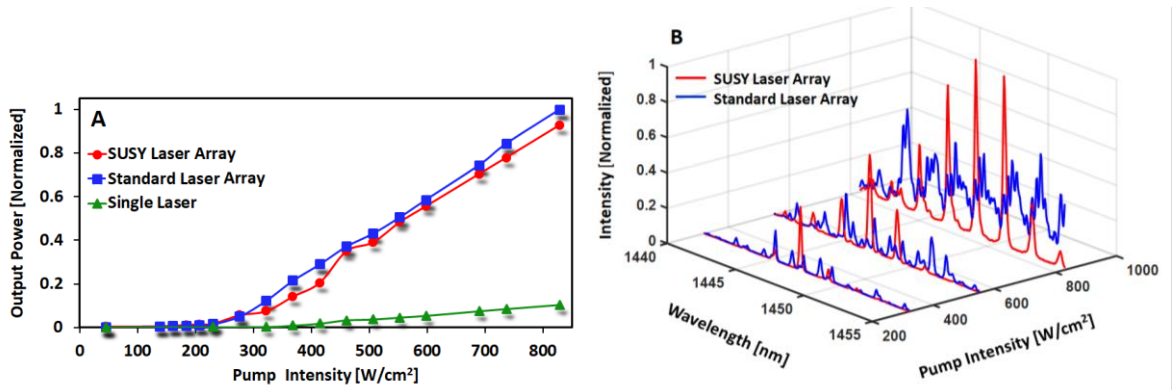 A
SUSY Laser Array
Standard Laser Array
Single Laser
Output Power [Normalized]
1
0.8
0.6
0.4
0.2
0
0 100 200 300 400 500 600 700 800
Pump Intensity [W/cm²]
B
SUSY Laser Array
Standard Laser Array
Intensity [Normalized]
1
0.8
0.6
0.4
0.2
0
1440
1445
1450
1455
Wavelength [nm]
200
400
600
800
1000
Pump Intensity [W/cm²]